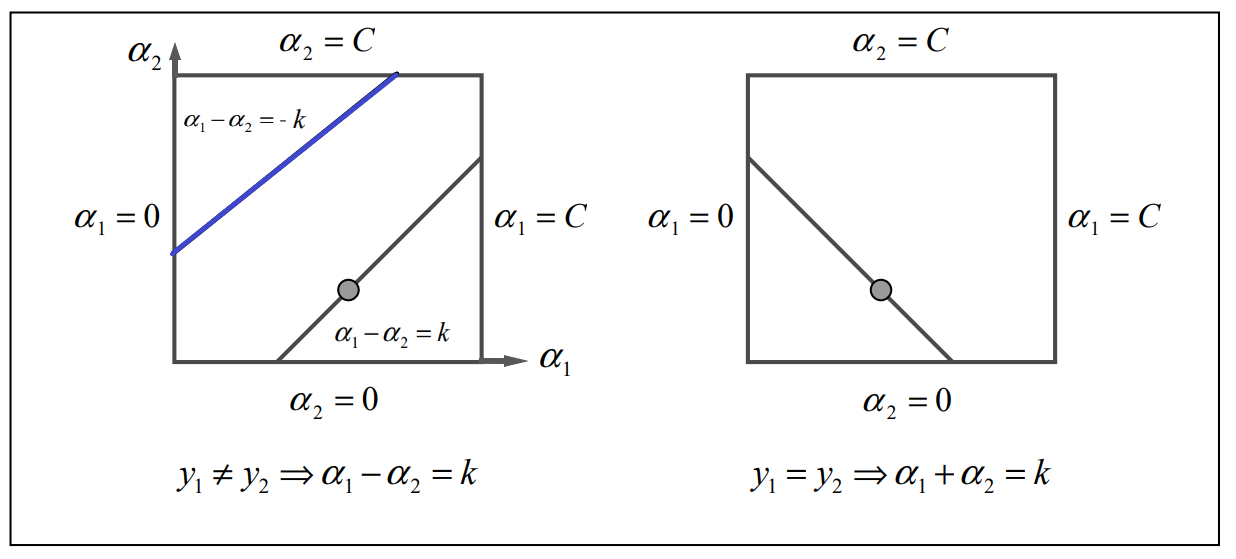 α₂ = C
α₂
α₁ − α₂ = - k
α₁ = 0
α₁ = C
α₁ − α₂ = k
α₁
α₂ = 0
y₁ ≠ y₂ ⇒ α₁ − α₂ = k
α₂ = C
α₁ = 0
α₁ = C
α₂ = 0
y₁ = y₂ ⇒ α₁ + α₂ = k